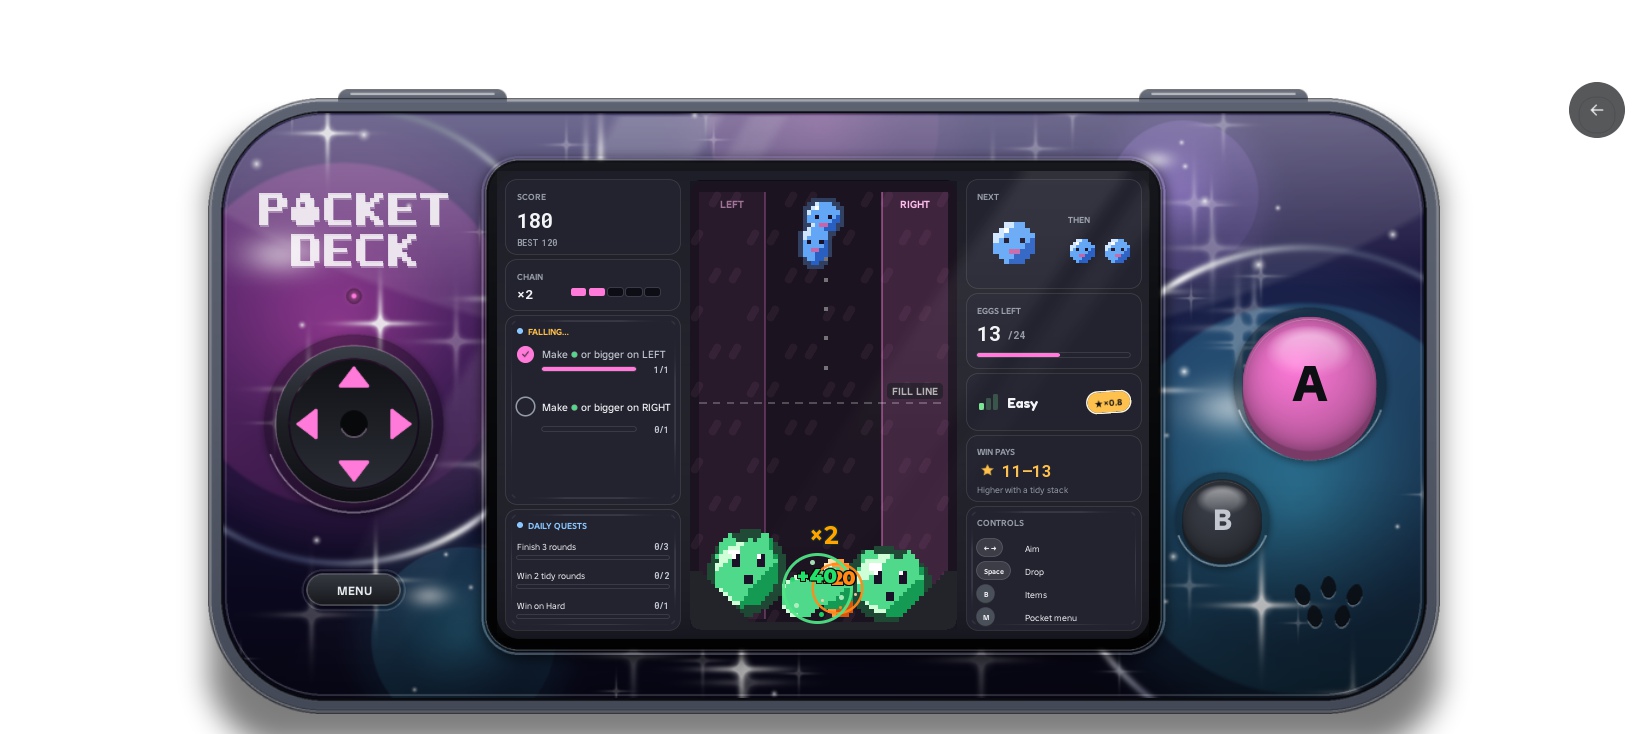 PACKET
DECK
MENU
SCORE
180
BEST 120
CHAIN
×2
FALLING...
Make ● or bigger on LEFT
1/1
Make ● or bigger on RIGHT
0/1
DAILY QUESTS
Finish 3 rounds 0/3
Win 2 tidy rounds 0/2
Win on Hard 0/1
LEFT
RIGHT
FILL LINE
×2
+40
20
NEXT
THEN
EGGS LEFT
13 /24
Easy
★×0.8
WIN PAYS
★ 11–13
Higher with a tidy stack
CONTROLS
←→ Aim
Space Drop
B Items
M Pocket menu
A
B